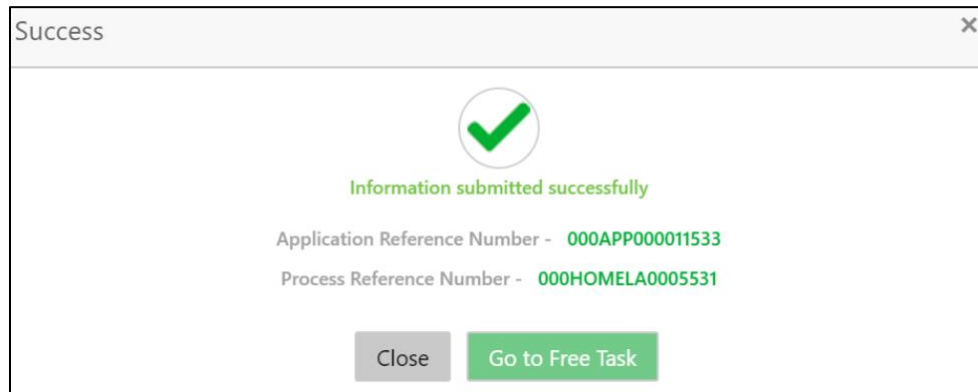 Success
Information submitted successfully
Application Reference Number - 000APP000011533
Process Reference Number - 000HOMELA0005531
Close Go to Free Task